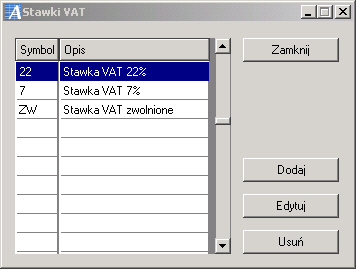 Stawki VAT
Symbol Opis
22 Stawka VAT 22%
7 Stawka VAT 7%
ZW Stawka VAT zwolnione
Zamknij
Dodaj
Edytuj
Usuń